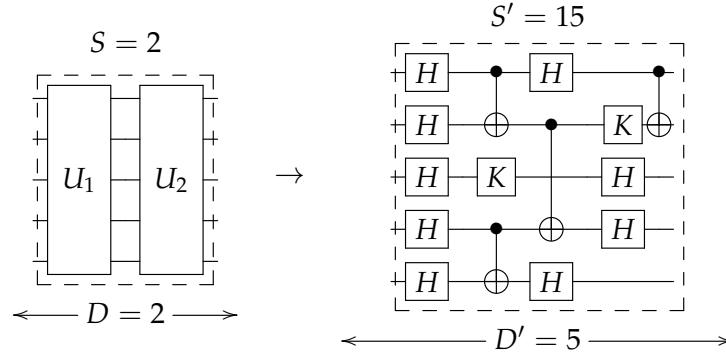 S = 2
U₁ U₂
D = 2
→
S′ = 15
H H
H K
H K H
H H
H H
D′ = 5